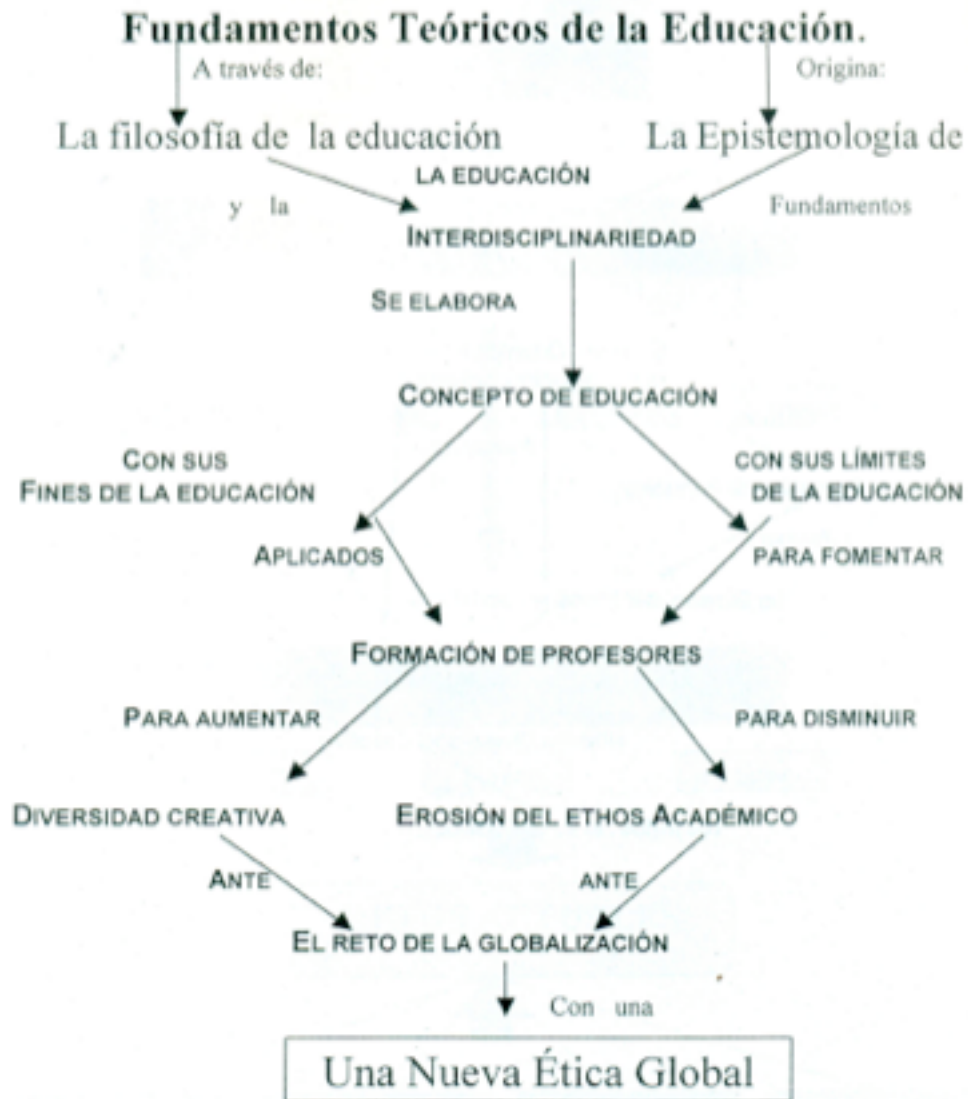 Fundamentos Teóricos de la Educación.
A través de: Origina:
La filosofía de la educación La Epistemología de
LA EDUCACIÓN
y la Fundamentos
INTERDISCIPLINARIEDAD
SE ELABORA
CONCEPTO DE EDUCACIÓN
CON SUS CON SUS LÍMITES
FINES DE LA EDUCACIÓN DE LA EDUCACIÓN
APLICADOS PARA FOMENTAR
FORMACIÓN DE PROFESORES
PARA AUMENTAR PARA DISMINUIR
DIVERSIDAD CREATIVA EROSIÓN DEL ETHOS ACADÉMICO
ANTE ANTE
EL RETO DE LA GLOBALIZACIÓN
Con una
Una Nueva Ética Global